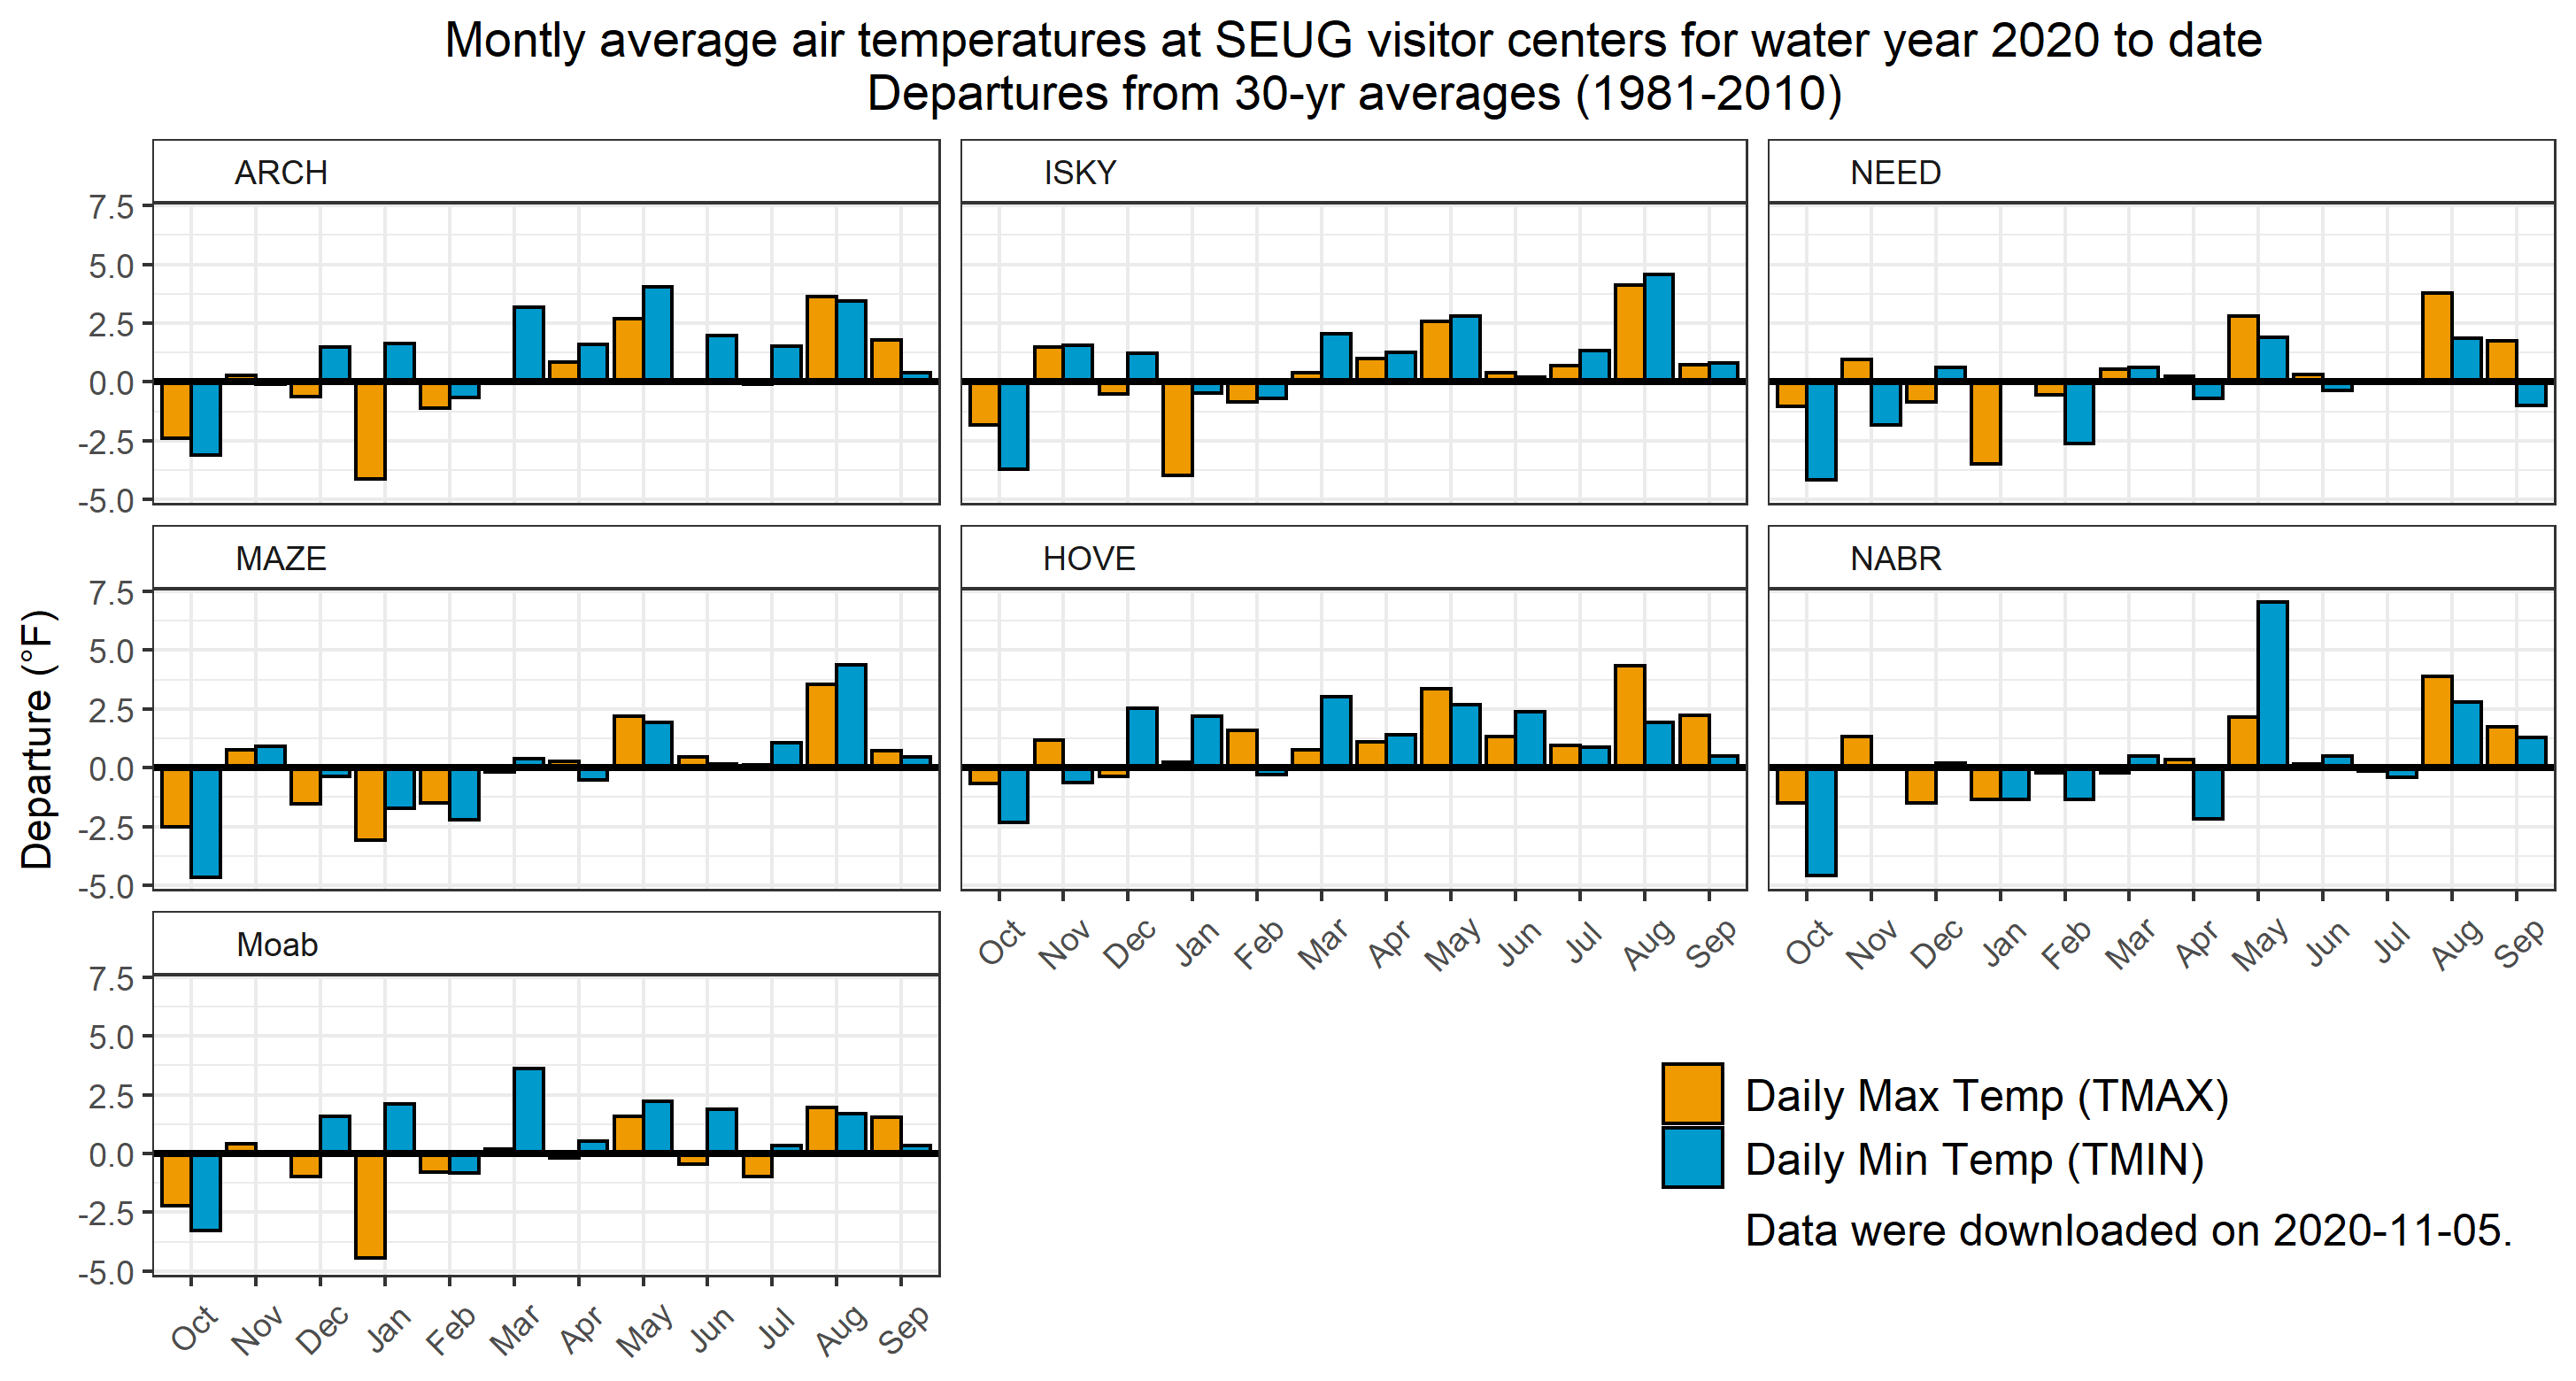 Montly average air temperatures at SEUG visitor centers for water year 2020 to date
Departures from 30-yr averages (1981-2010)
ARCH
ISKY
NEED
7.5
5.0
2.5
0.0
-2.5
-5.0
MAZE
HOVE
NABR
7.5
5.0
2.5
0.0
-2.5
-5.0
Departure (°F)
Oct Nov Dec Jan Feb Mar Apr May Jun Jul Aug Sep
Oct Nov Dec Jan Feb Mar Apr May Jun Jul Aug Sep
Moab
7.5
5.0
2.5
0.0
-2.5
-5.0
Oct Nov Dec Jan Feb Mar Apr May Jun Jul Aug Sep
Daily Max Temp (TMAX)
Daily Min Temp (TMIN)
Data were downloaded on 2020-11-05.